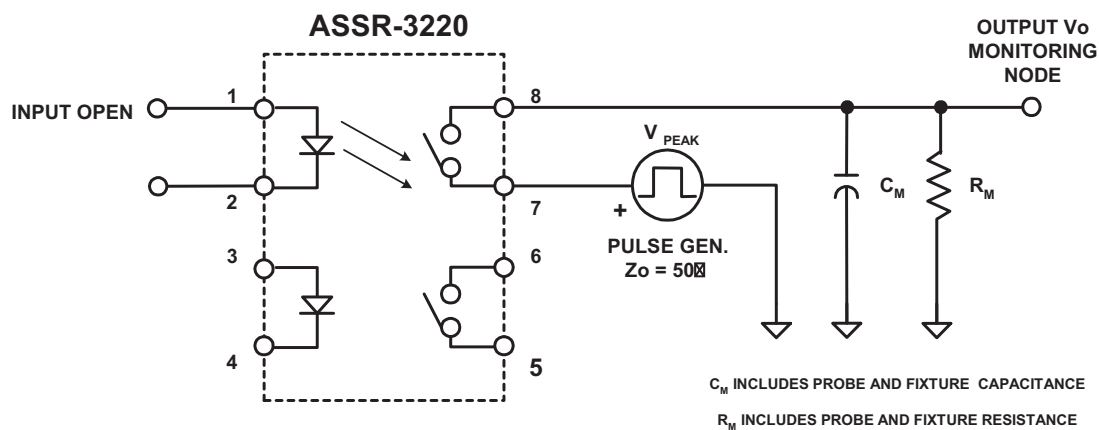 ASSR-3220
OUTPUT Vo
MONITORING
NODE
INPUT OPEN
1
8
V PEAK
2
7
+
C M
R M
PULSE GEN.
Zo = 50
3
6
4
5
C M INCLUDES PROBE AND FIXTURE CAPACITANCE
R M INCLUDES PROBE AND FIXTURE RESISTANCE